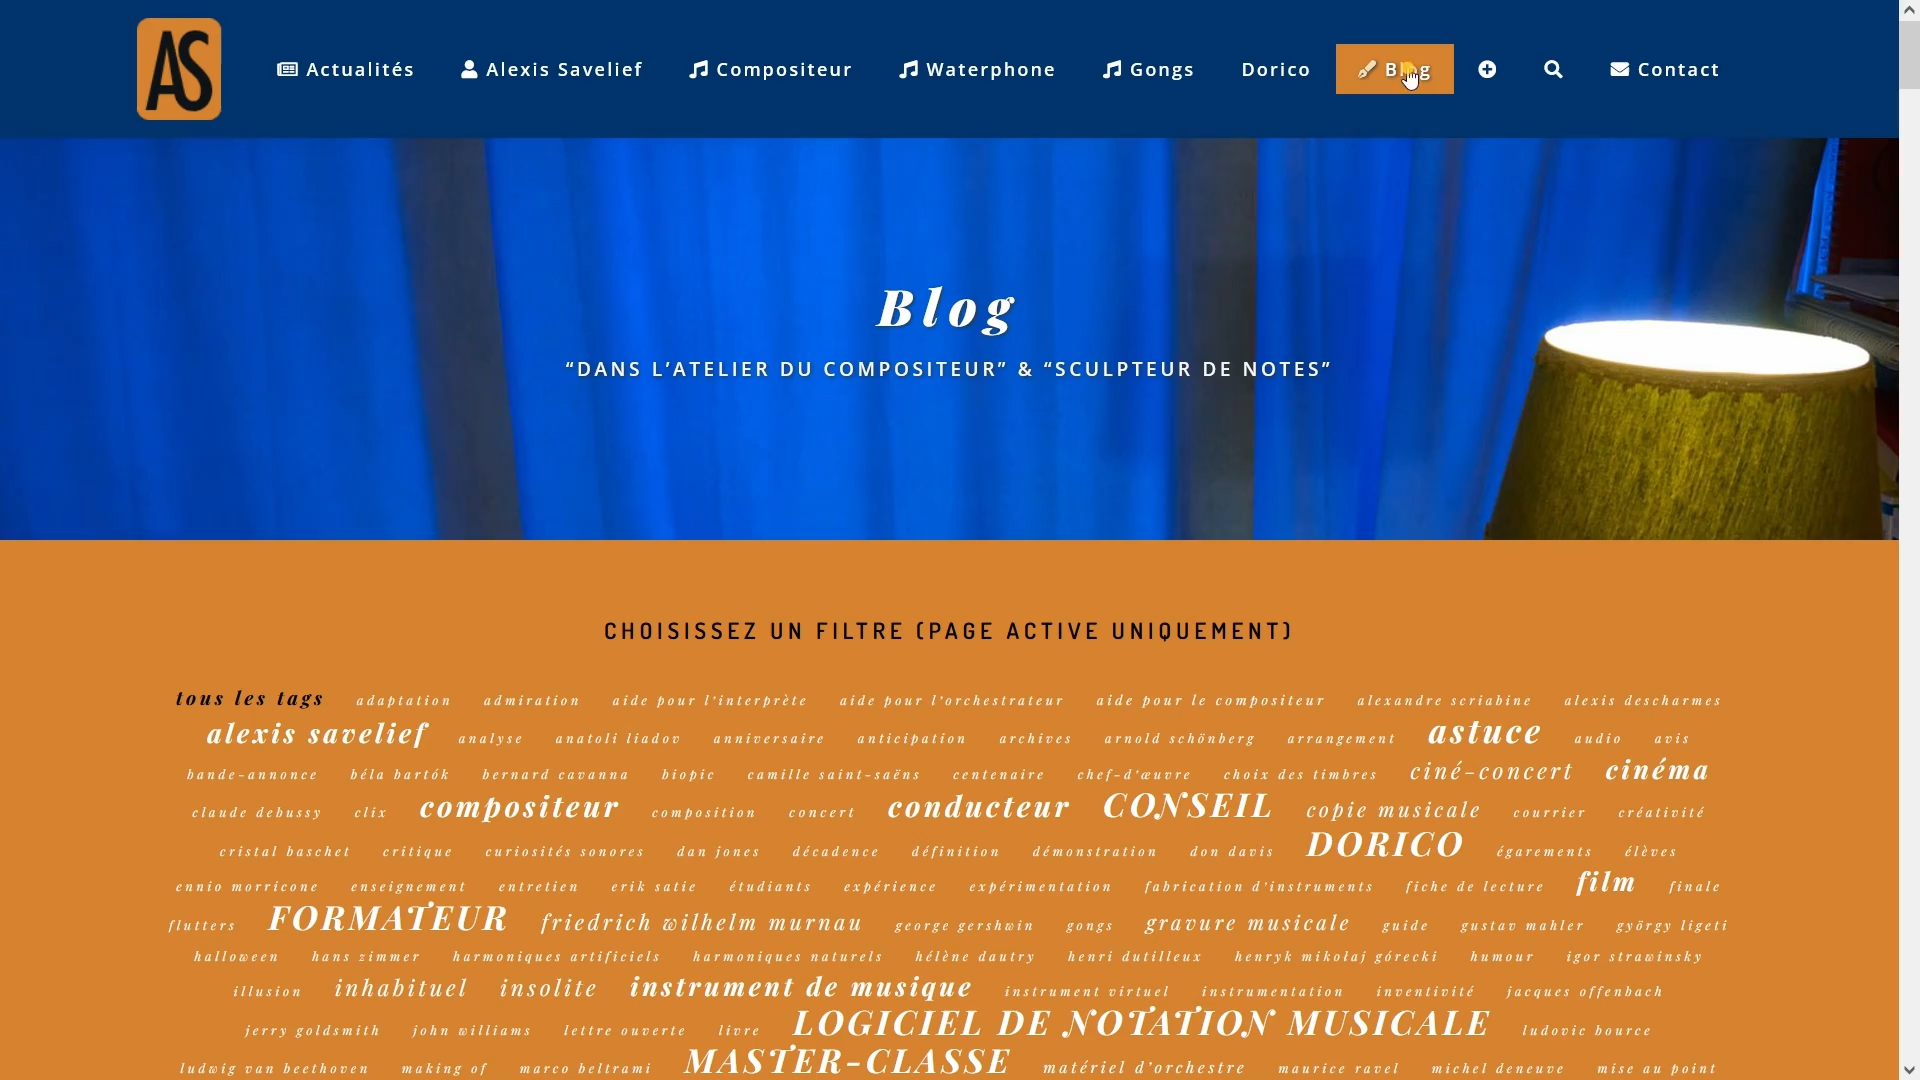 AS
Actualités Alexis Savelief Compositeur Waterphone Gongs Dorico Blog Contact
Blog
“DANS L’ATELIER DU COMPOSITEUR” & “SCULPTEUR DE NOTES”
CHOISISSEZ UN FILTRE (PAGE ACTIVE UNIQUEMENT)
tous les tags adaptation admiration aide pour l'interprète aide pour l'orchestrateur aide pour le compositeur alexandre scriabine alexis descharmes
alexis savelief analyse anatoli liadov anniversaire anticipation archives arnold schönberg arrangement astuce audio avis
bande-annonce béla bartók bernard cavanna biopic camille saint-saëns centenaire chef-d'œuvre choix des timbres ciné-concert cinéma
claude debussy clix compositeur composition concert conducteur CONSEIL copie musicale courrier créativité
cristal baschet critique curiosités sonores dan jones décadence définition démonstration don davis DORICO égarements élèves
ennio morricone enseignement entretien erik satie étudiants expérience expérimentation fabrication d'instruments fiche de lecture film finale
flutters FORMATEUR friedrich wilhelm murnau george gershwin gongs gravure musicale guide gustav mahler györgy ligeti
halloween hans zimmer harmoniques artificiels harmoniques naturels hélène dautry henri dutilleux henryk mikołaj górecki humour igor strawinsky
illusion inhabituel insolite instrument de musique instrument virtuel instrumentation inventivité jacques offenbach
jerry goldsmith john williams lettre ouverte livre LOGICIEL DE NOTATION MUSICALE ludovic bource
ludwig van beethoven making of marco beltrami MASTER-CLASSE matériel d'orchestre maurice ravel michel deneuve mise au point